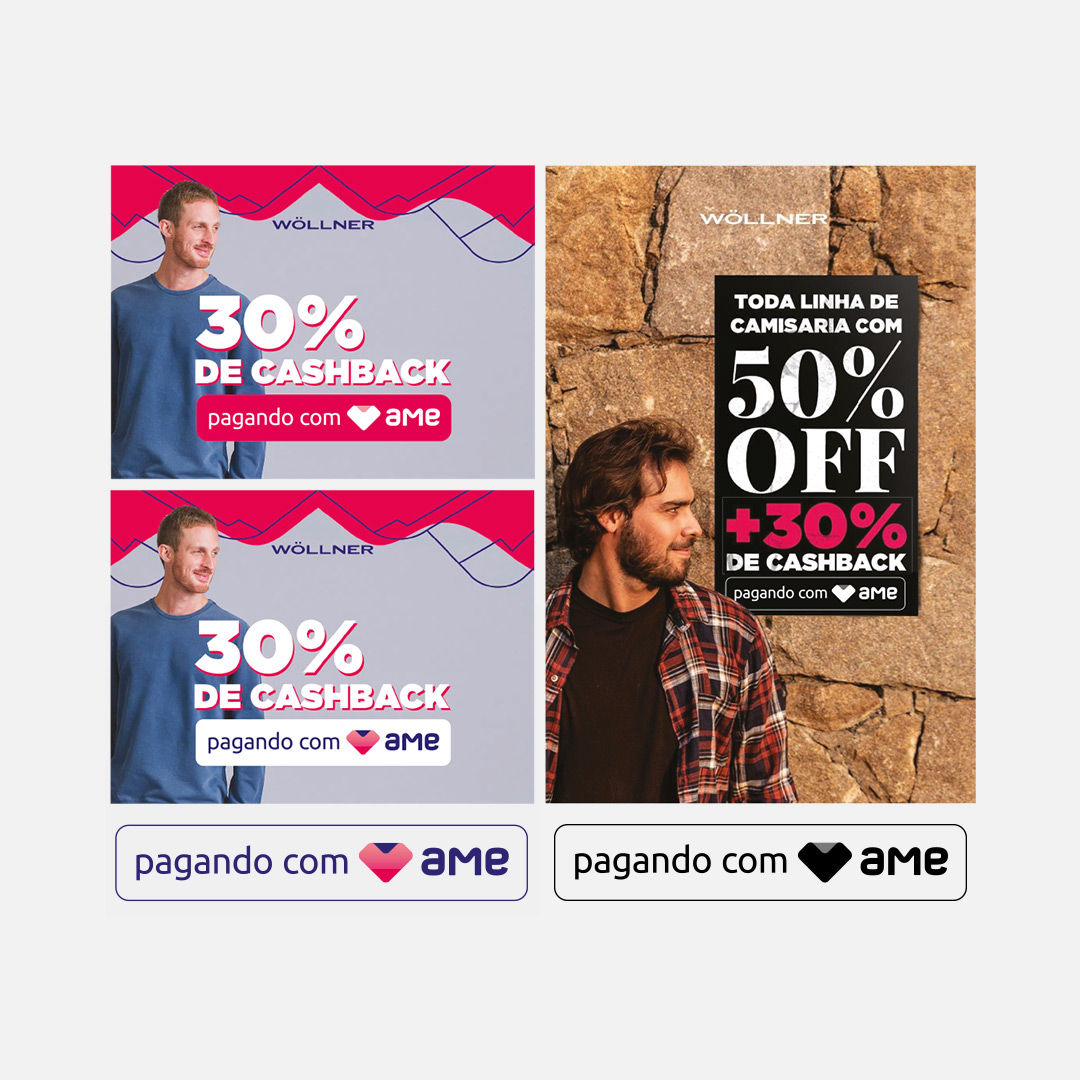 WÖLLNER
30%
DE CASHBACK
pagando com ame
WÖLLNER
30%
DE CASHBACK
pagando com ame
pagando com ame
WÖLLNER
TODA LINHA DE
CAMISARIA COM
50%
OFF
+30%
DE CASHBACK
pagando com ame
pagando com ame